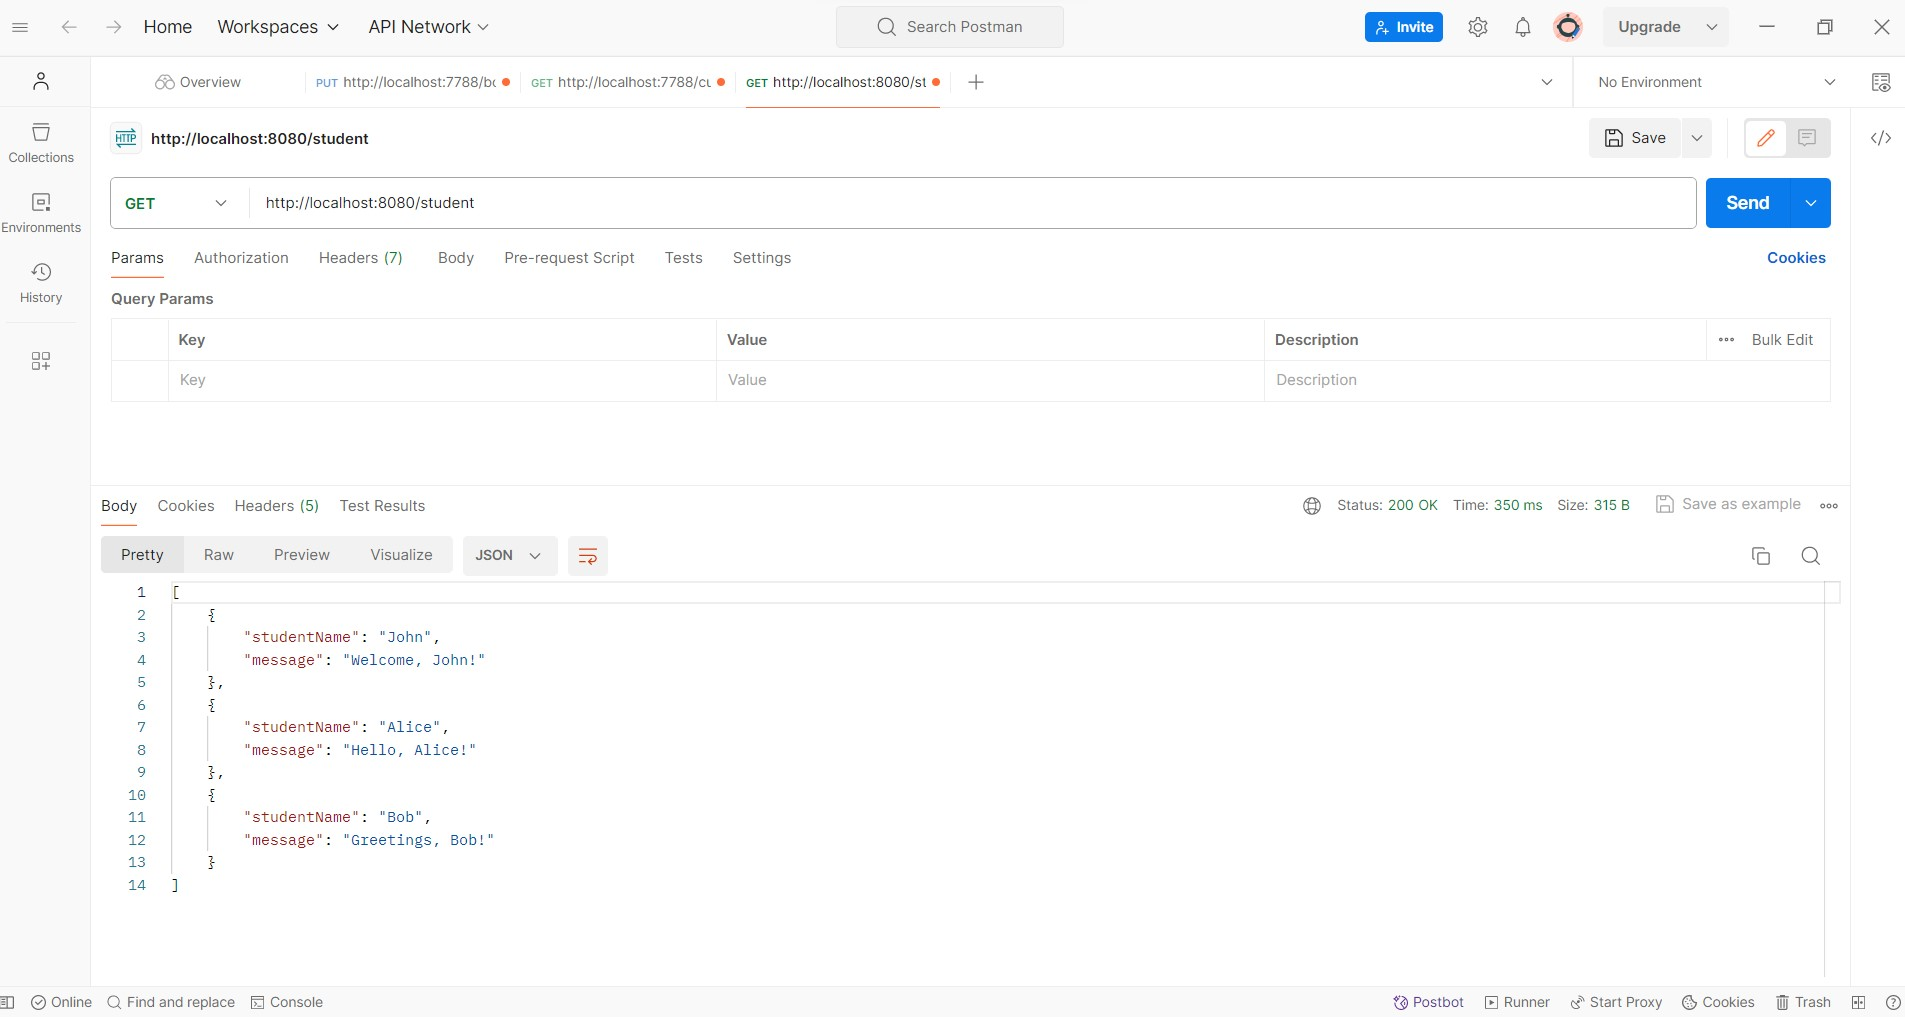 Home Workspaces API Network Search Postman Invite Upgrade
Overview PUT http://localhost:7788/bc GET http://localhost:7788/cu GET http://localhost:8080/st No Environment
HTTP http://localhost:8080/student Save
Collections
Environments
History
GET http://localhost:8080/student Send
Params Authorization Headers (7) Body Pre-request Script Tests Settings Cookies
Query Params
Key Value Description Bulk Edit
Key Value Description
Body Cookies Headers (5) Test Results Status: 200 OK Time: 350 ms Size: 315 B Save as example
Pretty Raw Preview Visualize JSON
1 [
2 {
3 "studentName": "John",
4 "message": "Welcome, John!"
5 },
6 {
7 "studentName": "Alice",
8 "message": "Hello, Alice!"
9 },
10 {
11 "studentName": "Bob",
12 "message": "Greetings, Bob!"
13 }
14 ]
Online Find and replace Console Postbot Runner Start Proxy Cookies Trash